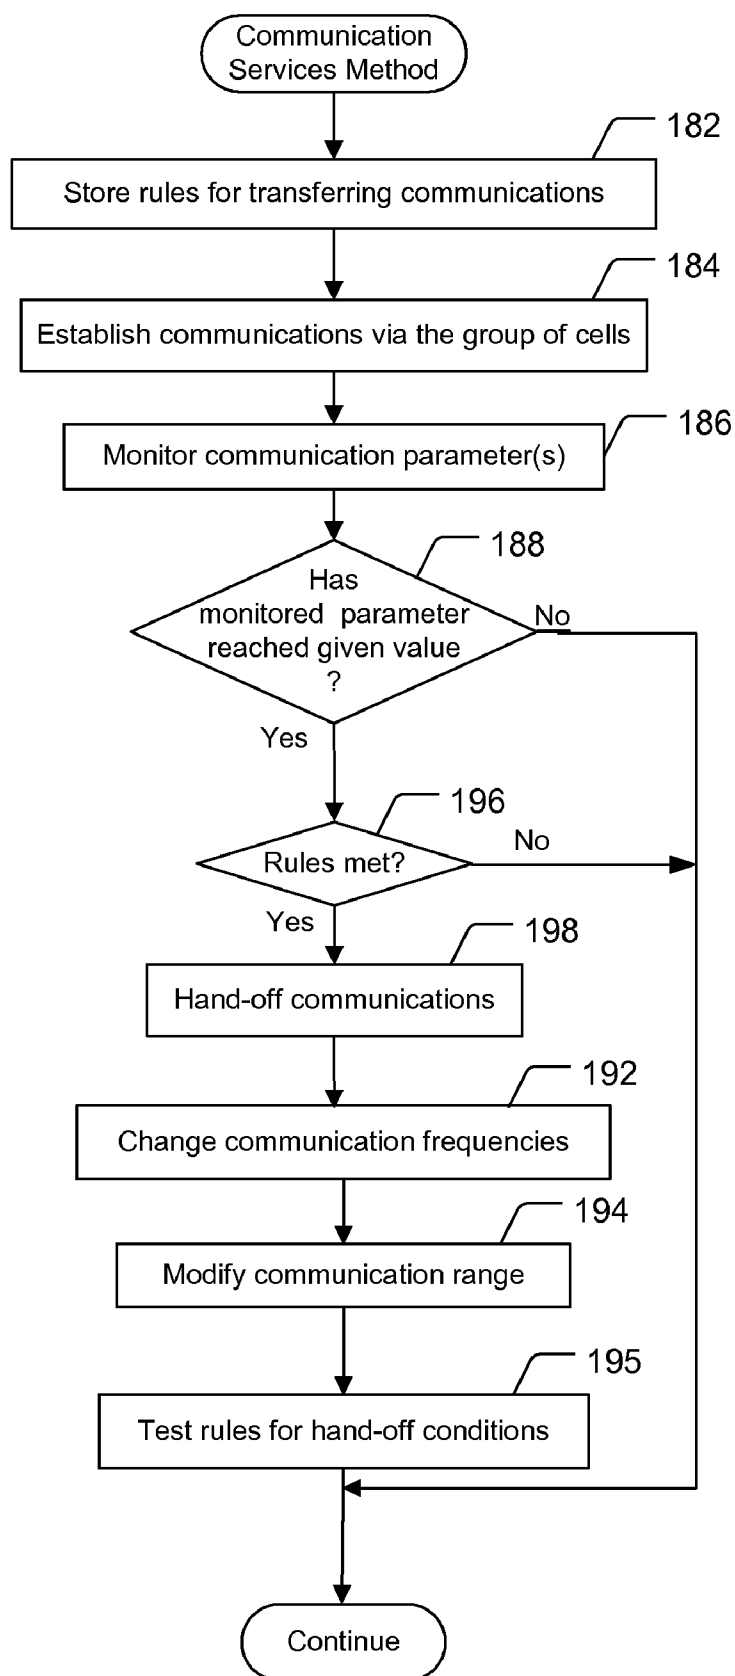 Communication
Services Method
182
Store rules for transferring communications
184
Establish communications via the group of cells
186
Monitor communication parameter(s)
188
Has
monitored parameter
reached given value
?
No
Yes
196
Rules met?
No
Yes
198
Hand-off communications
192
Change communication frequencies
194
Modify communication range
195
Test rules for hand-off conditions
Continue